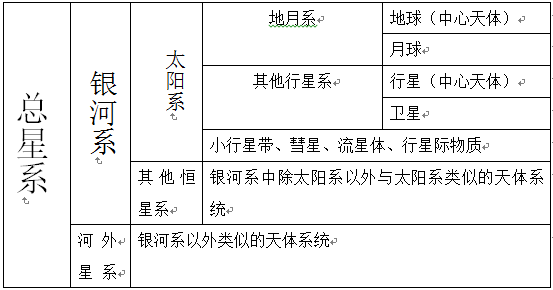 总星系
银河系
太阳系
地月系
地球（中心天体）
月球
其他行星系
行星（中心天体）
卫星
小行星带、彗星、流星体、行星际物质
其他恒
星系
银河系中除太阳系以外与太阳系类似的天体系
统
河外
星系
银河系以外类似的天体系统